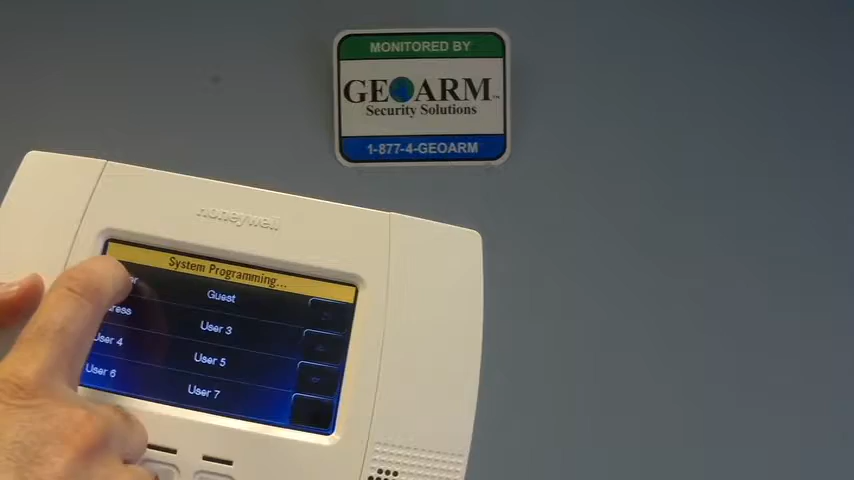 MONITORED BY
GEOARM
Security Solutions
1-877-4-GEOARM
Honeywell
System Programming...
Guest
User 3
User 4
User 5
User 6
User 7